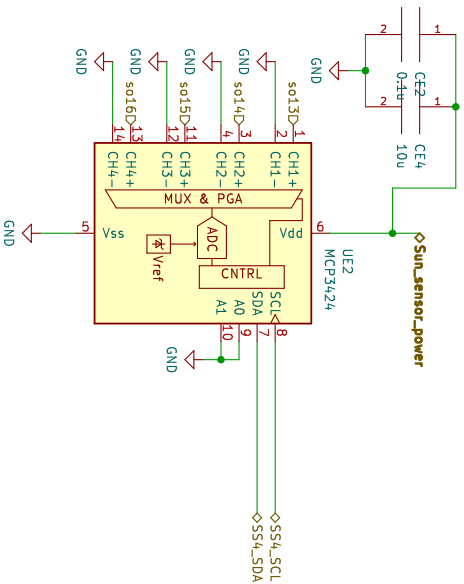 2
1
0.1u
CE2
2
1
10u
CE4
GND
GND
GND
GND
GND
so16
so15
so14
so13
14
13
12
11
4
3
2
1
CH4-
CH4+
CH3-
CH3+
CH2-
CH2+
CH1-
CH1+
MUX & PGA
ADC
Vref
CNTRL
5
Vss
GND
Vdd
6
UE2
MCP3424
Sun_sensor_power
A1
A0
SDA
SCL
10
9
7
8
GND
SS4_SDA
SS4_SCL